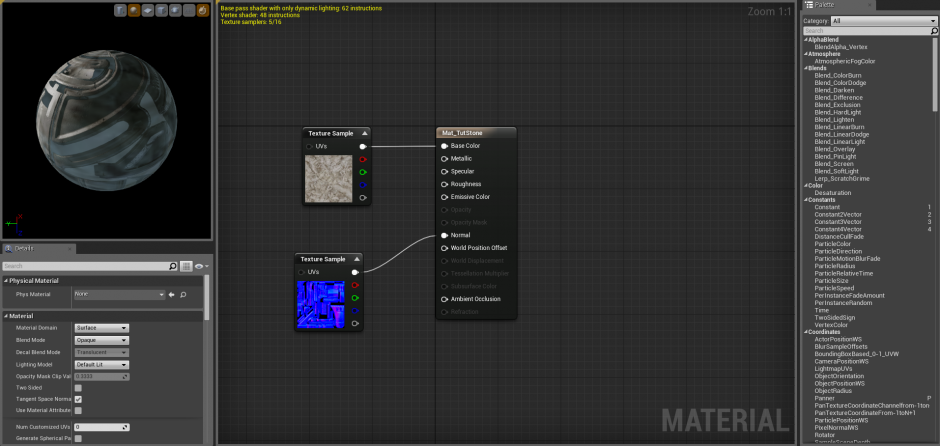 Base pass shader with only dynamic lighting: 62 instructions
Vertex shader: 48 instructions
Texture samplers: 5/16
Zoom 1:1
Texture Sample
UVs
Mat_TutStone
Base Color
Metallic
Specular
Roughness
Emissive Color
Opacity
Opacity Mask
Normal
World Position Offset
World Displacement
Tessellation Multiplier
Subsurface Color
Ambient Occlusion
Refraction
Texture Sample
UVs
MATERIAL
Details
Search
Physical Material
Phys Material None
Material
Material Domain Surface
Blend Mode Opaque
Decal Blend Mode Translucent
Lighting Model Default Lit
Opacity Mask Clip Val 0.3333
Two Sided
Tangent Space Norma
Use Material Attribute
Num Customized UVs 0
Generate Spherical Pa
Palette
Category: All
Search
AlphaBlend
BlendAlpha_Vertex
Atmosphere
AtmosphericFogColor
Blends
Blend_ColorBurn
Blend_ColorDodge
Blend_Darken
Blend_Difference
Blend_Exclusion
Blend_HardLight
Blend_Lighten
Blend_LinearBurn
Blend_LinearDodge
Blend_LinearLight
Blend_Overlay
Blend_PinLight
Blend_Screen
Blend_SoftLight
Lerp_ScratchGrime
Color
Desaturation
Constants
Constant 1
Constant2Vector 2
Constant3Vector 3
Constant4Vector 4
DistanceCullFade
ParticleColor
ParticleDirection
ParticleMotionBlurFade
ParticleRadius
ParticleRelativeTime
ParticleSize
ParticleSpeed
PerInstanceFadeAmount
PerInstanceRandom
Time
TwoSidedSign
VertexColor
Coordinates
ActorPositionWS
BlurSampleOffsets
BoundingBoxBased_0-1_UVW
CameraPositionWS
LightmapUVs
ObjectOrientation
ObjectPositionWS
ObjectRadius
Panner P
PanTextureCoordinateChannelfrom-1ton
PanTextureCoordinateFrom-1toN+1
ParticlePositionWS
PixelNormalWS
Rotator